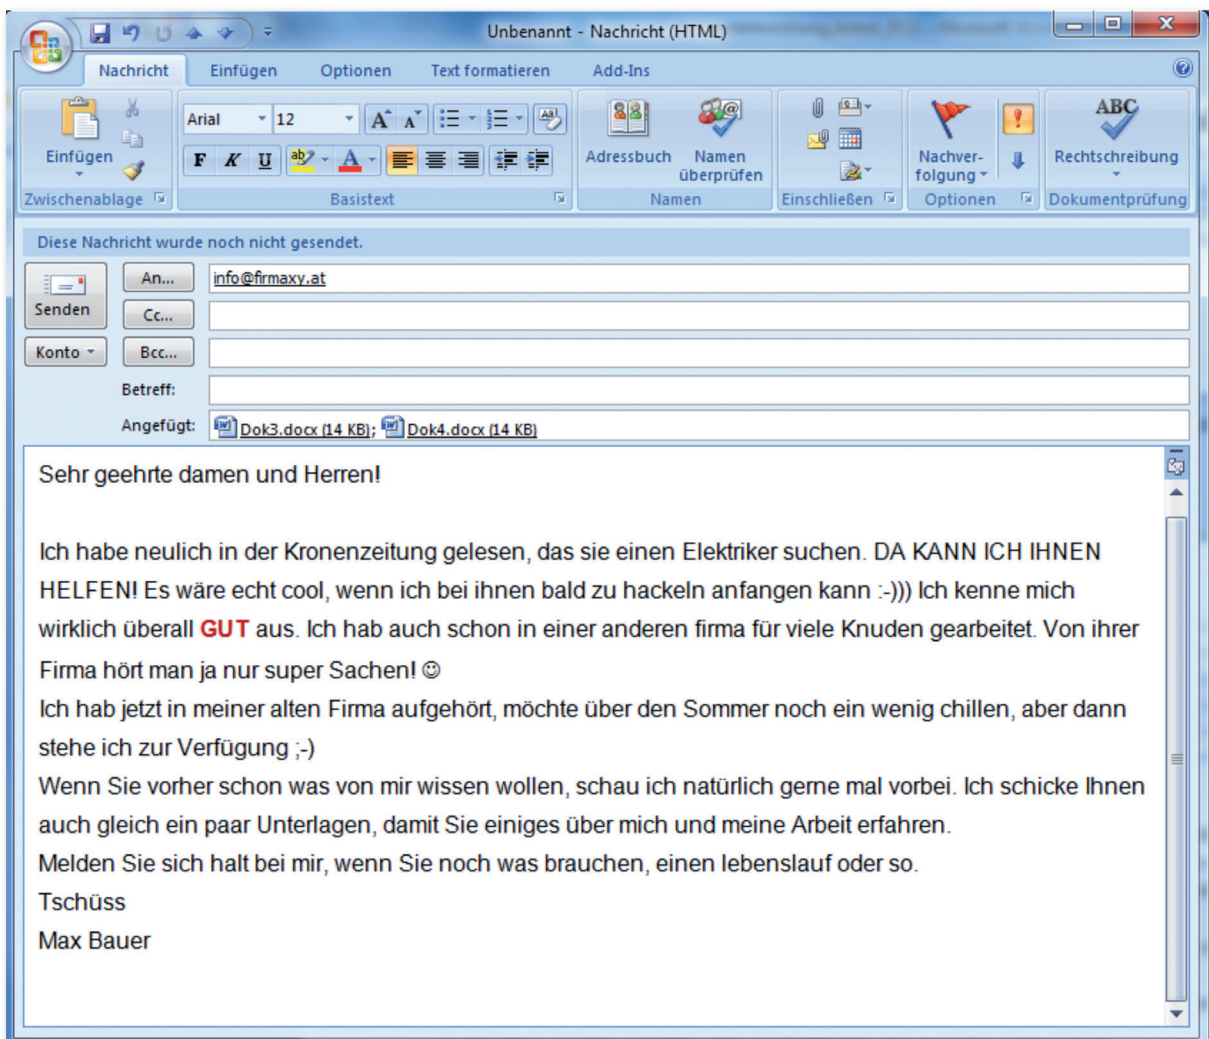 Unbenannt - Nachricht (HTML)
Nachricht Einfügen Optionen Text formatieren Add-Ins
Einfügen
Zwischenablage
Arial 12
F K U
Basistext
Adressbuch Namen überprüfen
Namen
Einschließen
Nachver-
folgung
Optionen
ABC
Rechtschreibung
Dokumentprüfung
Diese Nachricht wurde noch nicht gesendet.
Senden
Konto
An... info@firmaxy.at
Cc...
Bcc...
Betreff:
Angefügt: Dok3.docx (14 KB); Dok4.docx (14 KB)
Sehr geehrte damen und Herren!
Ich habe neulich in der Kronenzeitung gelesen, das sie einen Elektriker suchen. DA KANN ICH IHNEN
HELFEN! Es wäre echt cool, wenn ich bei ihnen bald zu hackeln anfangen kann :-))) Ich kenne mich
wirklich überall GUT aus. Ich hab auch schon in einer anderen firma für viele Knuden gearbeitet. Von ihrer
Firma hört man ja nur super Sachen! ☺
Ich hab jetzt in meiner alten Firma aufgehört, möchte über den Sommer noch ein wenig chillen, aber dann
stehe ich zur Verfügung ;-)
Wenn Sie vorher schon was von mir wissen wollen, schau ich natürlich gerne mal vorbei. Ich schicke Ihnen
auch gleich ein paar Unterlagen, damit Sie einiges über mich und meine Arbeit erfahren.
Melden Sie sich halt bei mir, wenn Sie noch was brauchen, einen lebenslauf oder so.
Tschüss
Max Bauer